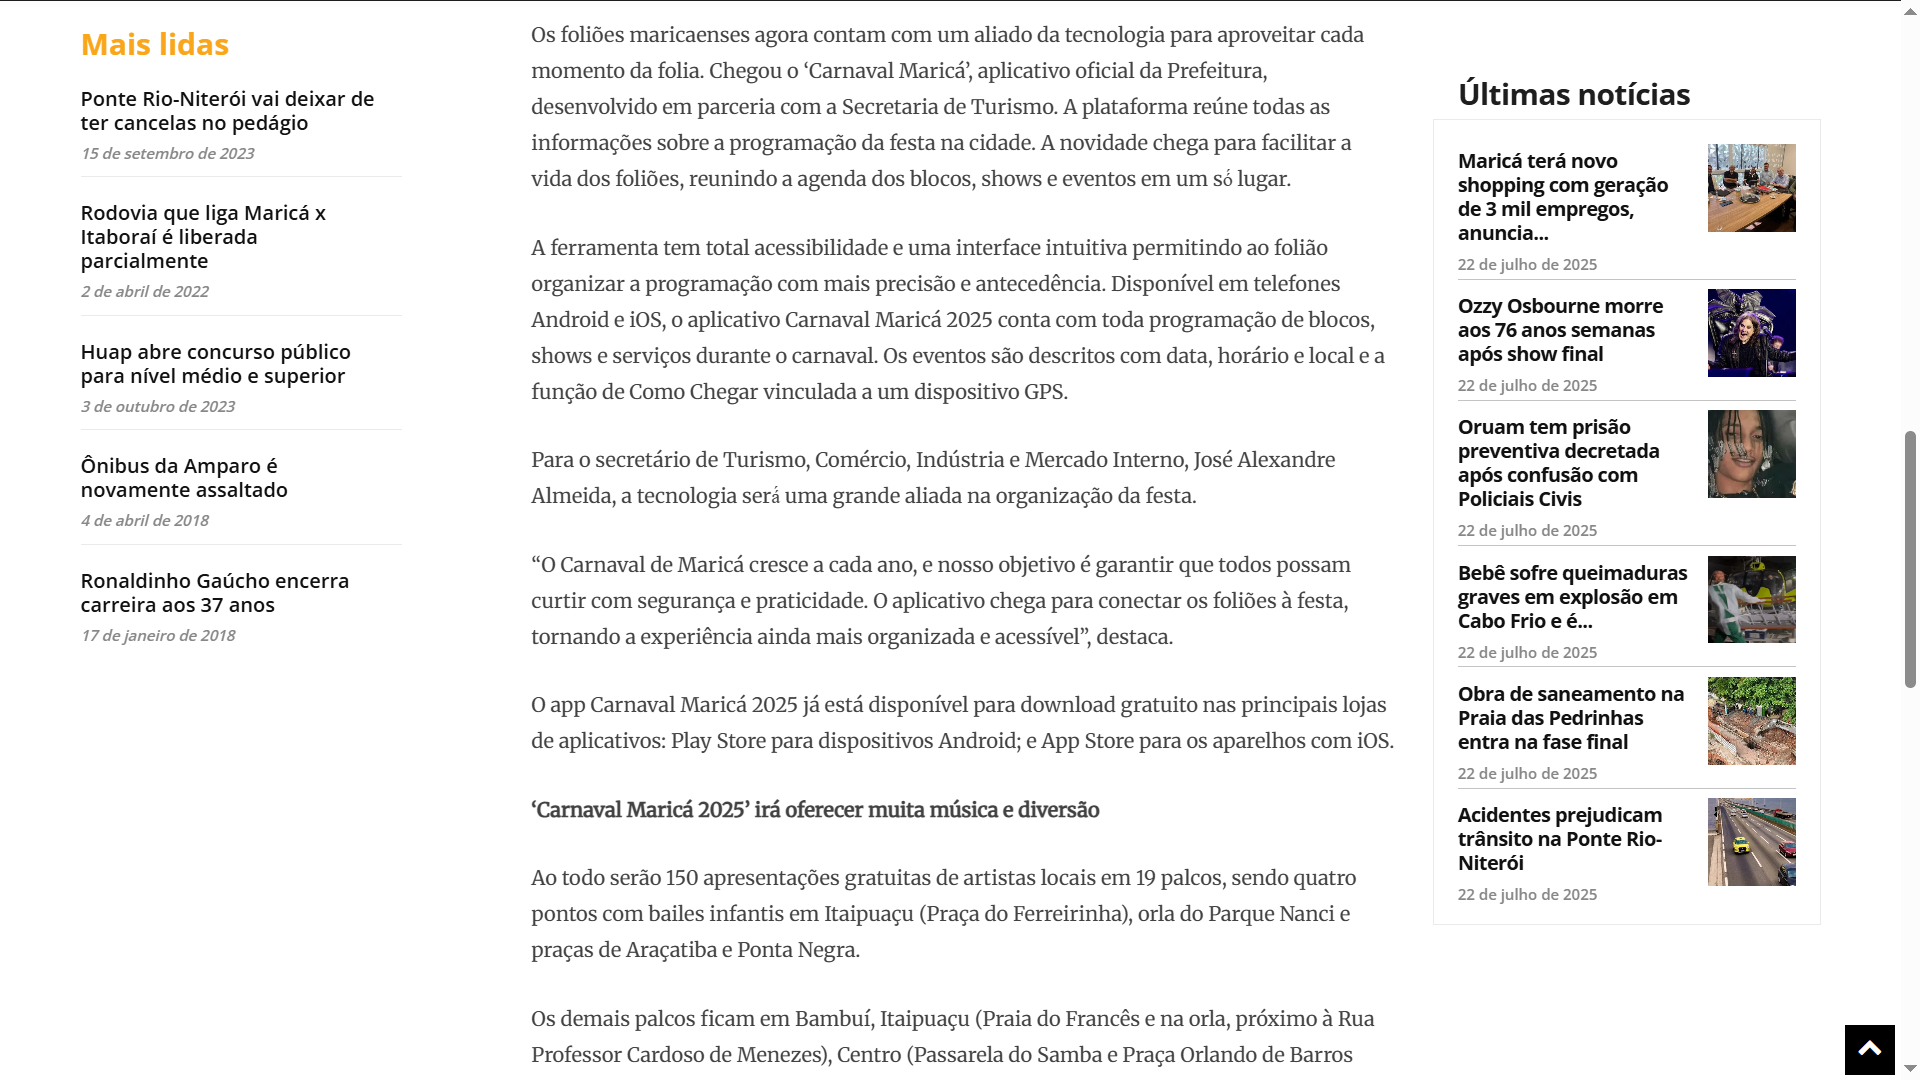 Mais lidas
Ponte Rio-Niterói vai deixar de
ter cancelas no pedágio
15 de setembro de 2023
Rodovia que liga Maricá x
Itaboraí é liberada
parcialmente
2 de abril de 2022
Huap abre concurso público
para nível médio e superior
3 de outubro de 2023
Ônibus da Amparo é
novamente assaltado
4 de abril de 2018
Ronaldinho Gaúcho encerra
carreira aos 37 anos
17 de janeiro de 2018
Os foliões maricaenses agora contam com um aliado da tecnologia para aproveitar cada
momento da folia. Chegou o ‘Carnaval Maricá’, aplicativo oficial da Prefeitura,
desenvolvido em parceria com a Secretaria de Turismo. A plataforma reúne todas as
informações sobre a programação da festa na cidade. A novidade chega para facilitar a
vida dos foliões, reunindo a agenda dos blocos, shows e eventos em um só lugar.
A ferramenta tem total acessibilidade e uma interface intuitiva permitindo ao folião
organizar a programação com mais precisão e antecedência. Disponível em telefones
Android e iOS, o aplicativo Carnaval Maricá 2025 conta com toda programação de blocos,
shows e serviços durante o carnaval. Os eventos são descritos com data, horário e local e a
função de Como Chegar vinculada a um dispositivo GPS.
Para o secretário de Turismo, Comércio, Indústria e Mercado Interno, José Alexandre
Almeida, a tecnologia será uma grande aliada na organização da festa.
“O Carnaval de Maricá cresce a cada ano, e nosso objetivo é garantir que todos possam
curtir com segurança e praticidade. O aplicativo chega para conectar os foliões à festa,
tornando a experiência ainda mais organizada e acessível”, destaca.
O app Carnaval Maricá 2025 já está disponível para download gratuito nas principais lojas
de aplicativos: Play Store para dispositivos Android; e App Store para os aparelhos com iOS.
‘Carnaval Maricá 2025’ irá oferecer muita música e diversão
Ao todo serão 150 apresentações gratuitas de artistas locais em 19 palcos, sendo quatro
pontos com bailes infantis em Itaipuaçu (Praça do Ferreirinha), orla do Parque Nanci e
praças de Araçatiba e Ponta Negra.
Os demais palcos ficam em Bambuí, Itaipuaçu (Praia do Francês e na orla, próximo à Rua
Professor Cardoso de Menezes), Centro (Passarela do Samba e Praça Orlando de Barros
Últimas notícias
Maricá terá novo
shopping com geração
de 3 mil empregos,
anuncia...
22 de julho de 2025
Ozzy Osbourne morre
aos 76 anos semanas
após show final
22 de julho de 2025
Oruam tem prisão
preventiva decretada
após confusão com
Policiais Civis
22 de julho de 2025
Bebê sofre queimaduras
graves em explosão em
Cabo Frio e é...
22 de julho de 2025
Obra de saneamento na
Praia das Pedrinhas
entra na fase final
22 de julho de 2025
Acidentes prejudicam
trânsito na Ponte Rio-
Niterói
22 de julho de 2025